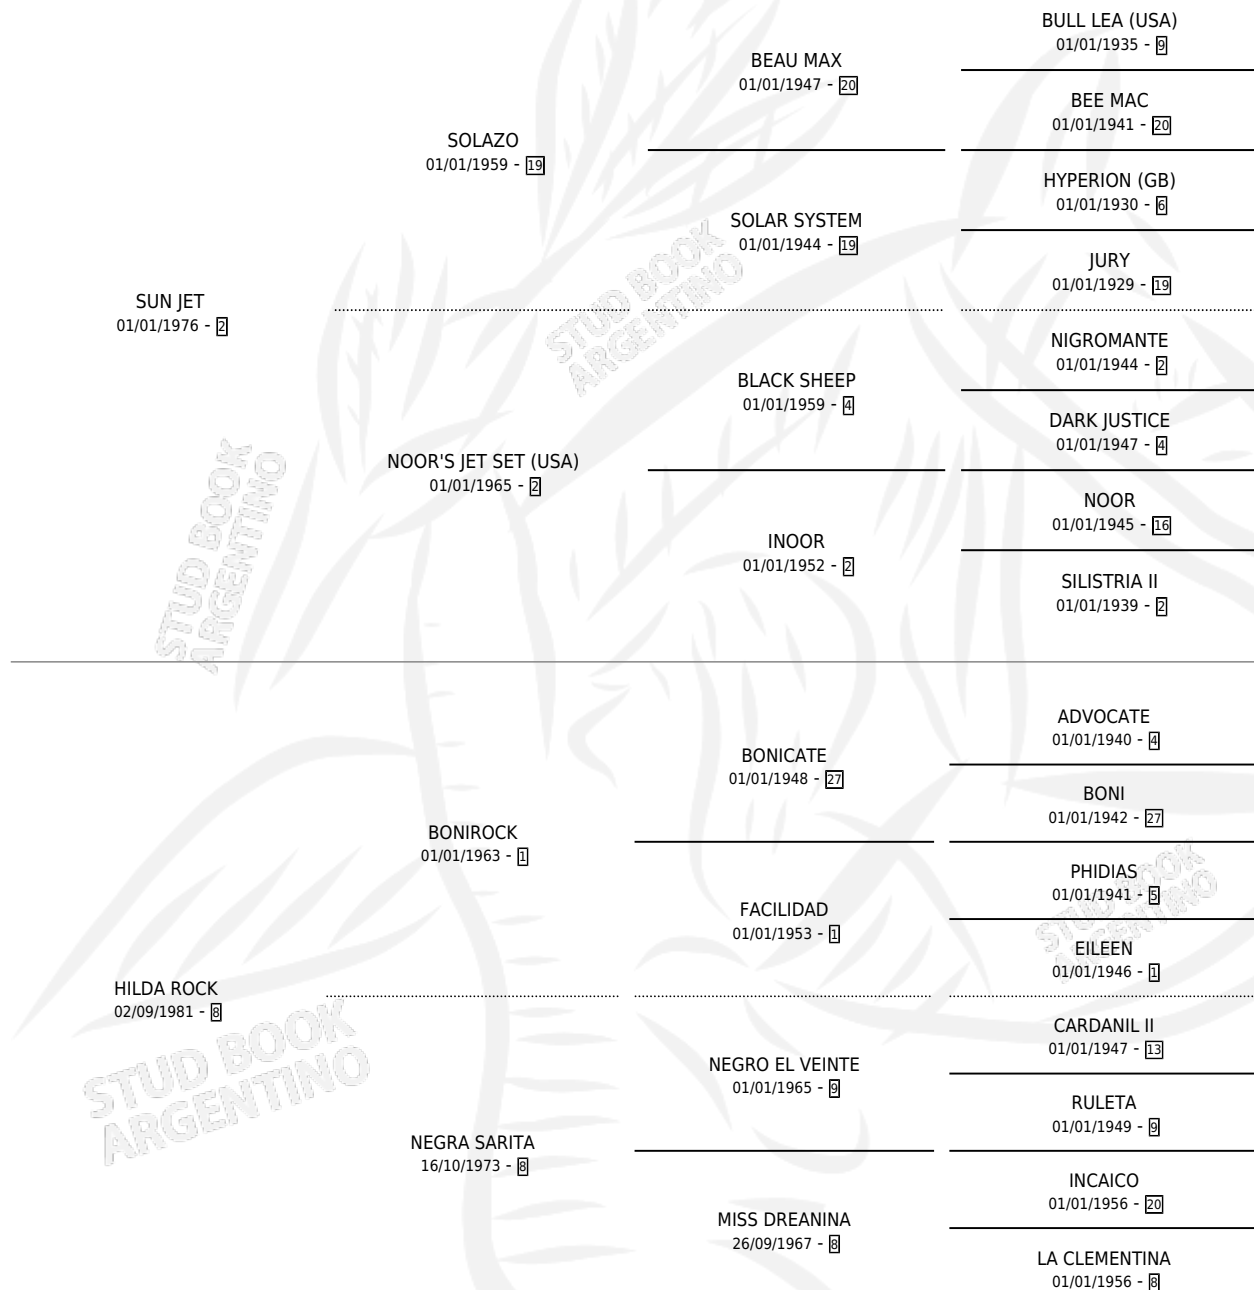 BULL LEA (USA)
01/01/1935 - 9
BEAU MAX
01/01/1947 - 20
BEE MAC
01/01/1941 - 20
SOLAZO
01/01/1959 - 19
HYPERION (GB)
01/01/1930 - 6
SOLAR SYSTEM
01/01/1944 - 19
JURY
01/01/1929 - 19
SUN JET
01/01/1976 - 2
NIGROMANTE
01/01/1944 - 2
BLACK SHEEP
01/01/1959 - 4
DARK JUSTICE
01/01/1947 - 4
NOOR'S JET SET (USA)
01/01/1965 - 2
NOOR
01/01/1945 - 16
INOOR
01/01/1952 - 2
SILISTRIA II
01/01/1939 - 2
ADVOCATE
01/01/1940 - 4
BONICATE
01/01/1948 - 27
BONI
01/01/1942 - 27
BONIROCK
01/01/1963 - 1
PHIDIAS
01/01/1941 - 5
FACILIDAD
01/01/1953 - 1
EILEEN
01/01/1946 - 1
HILDA ROCK
02/09/1981 - 8
CARDANIL II
01/01/1947 - 13
NEGRO EL VEINTE
01/01/1965 - 9
RULETA
01/01/1949 - 9
NEGRA SARITA
16/10/1973 - 8
INCAICO
01/01/1956 - 20
MISS DREANINA
26/09/1967 - 8
LA CLEMENTINA
01/01/1956 - 8
STUD BOOK
ARGENTINO
STUD BOOK
ARGENTINO
STUD BOOK
ARGENTINO
STUD BOOK
ARGENTINO